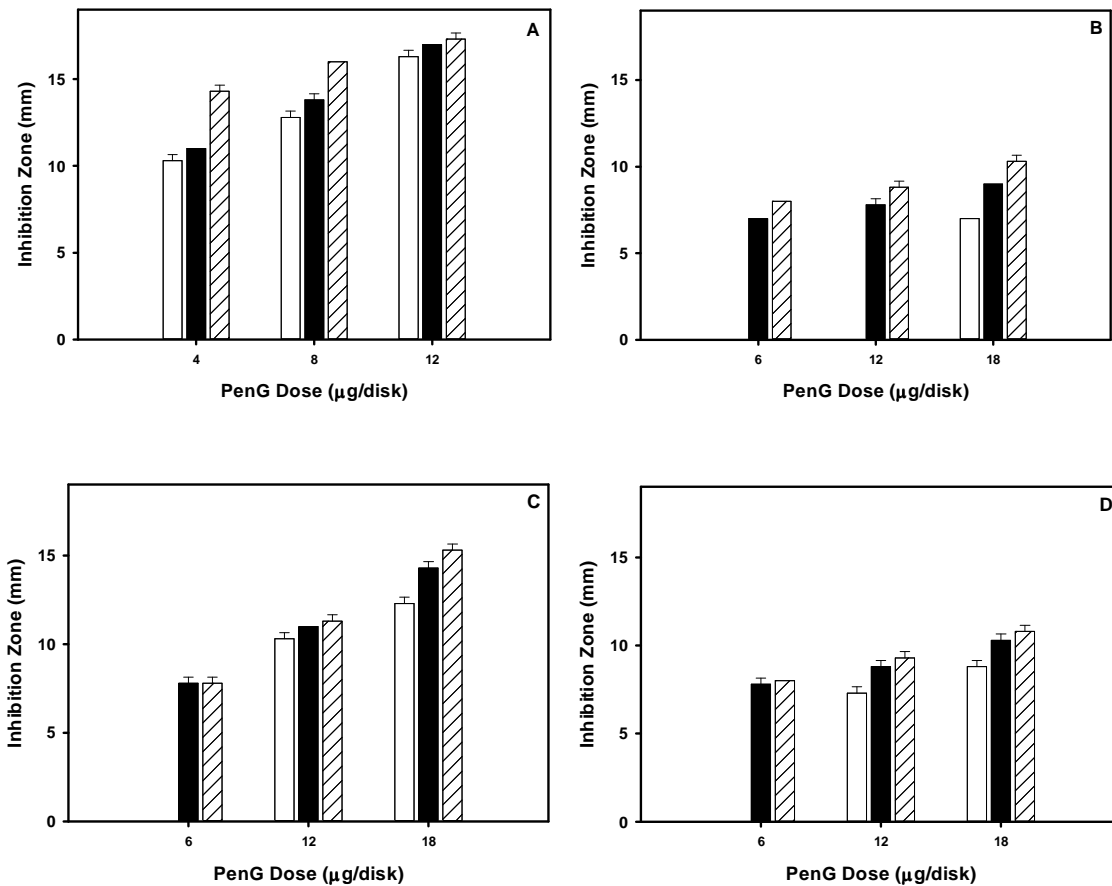 A
Inhibition Zone (mm)
15
10
5
0
4 8 12
PenG Dose (μg/disk)
B
Inhibition Zone (mm)
15
10
5
0
6 12 18
PenG Dose (μg/disk)
C
Inhibition Zone (mm)
15
10
5
0
6 12 18
PenG Dose (μg/disk)
D
Inhibition Zone (mm)
15
10
5
0
6 12 18
PenG Dose (μg/disk)